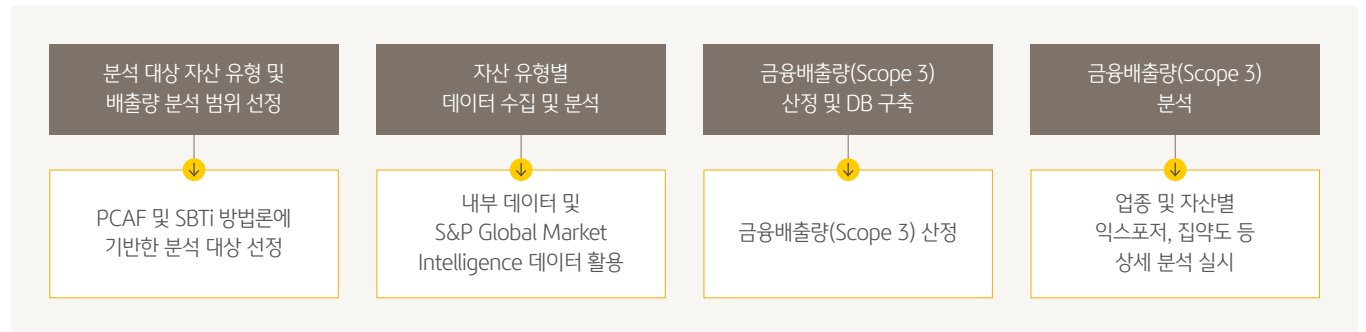 분석 대상 자산 유형 및
배출량 분석 범위 선정
PCAF 및 SBTi 방법론에
기반한 분석 대상 선정
자산 유형별
데이터 수집 및 분석
내부 데이터 및
S&P Global Market
Intelligence 데이터 활용
금융배출량(Scope 3)
산정 및 DB 구축
금융배출량(Scope 3) 산정
금융배출량(Scope 3)
분석
업종 및 자산별
익스포저, 집약도 등
상세 분석 실시